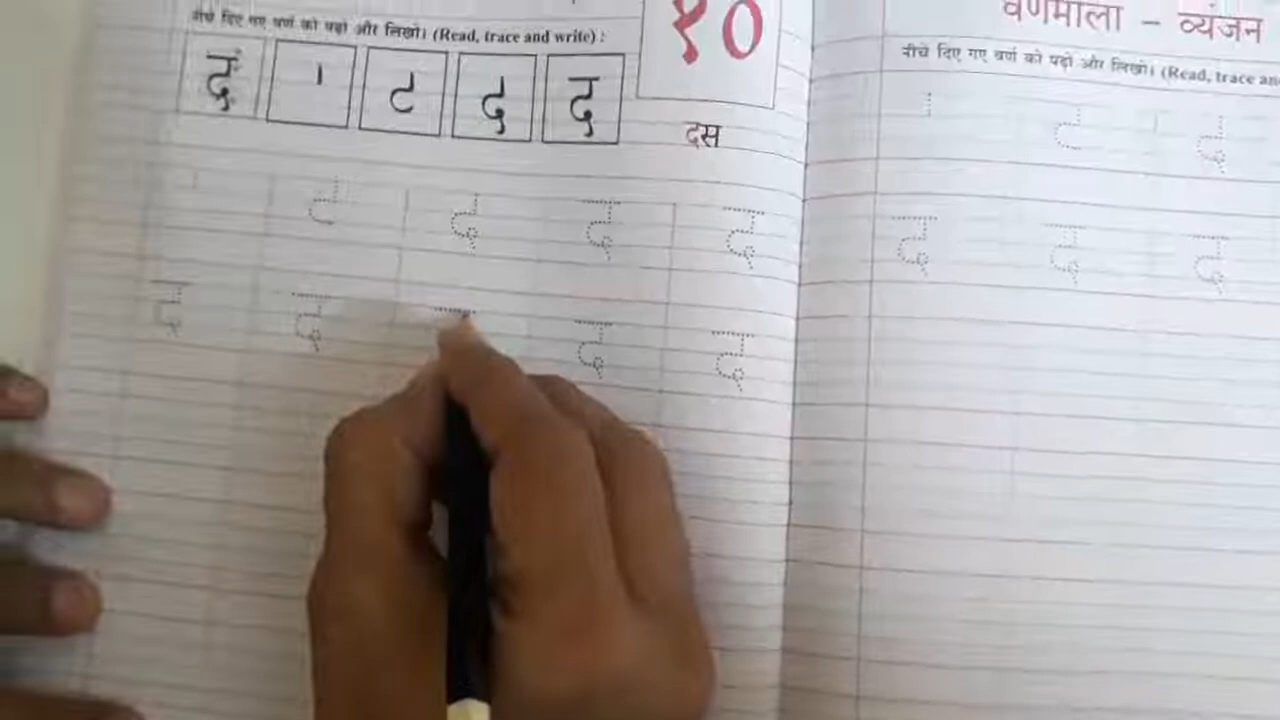 नीचे दिए गए वर्ण को पढ़ो और लिखो। (Read, trace and write) :
१०
द ' ट द द
दस
ट द द द
द द द द
वर्णमाला – व्यंजन
नीचे दिए गए वर्ण को पढ़ो और लिखो। (Read, trace
ट द
द द द